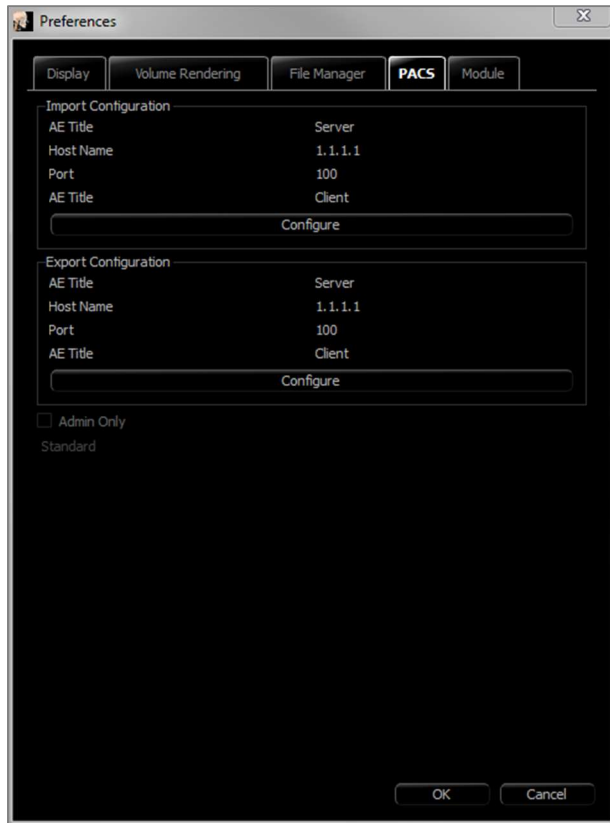 Preferences
Display Volume Rendering File Manager PACS Module
Import Configuration
AE Title Server
Host Name 1.1.1.1
Port 100
AE Title Client
Configure
Export Configuration
AE Title Server
Host Name 1.1.1.1
Port 100
AE Title Client
Configure
Admin Only
Standard
OK Cancel